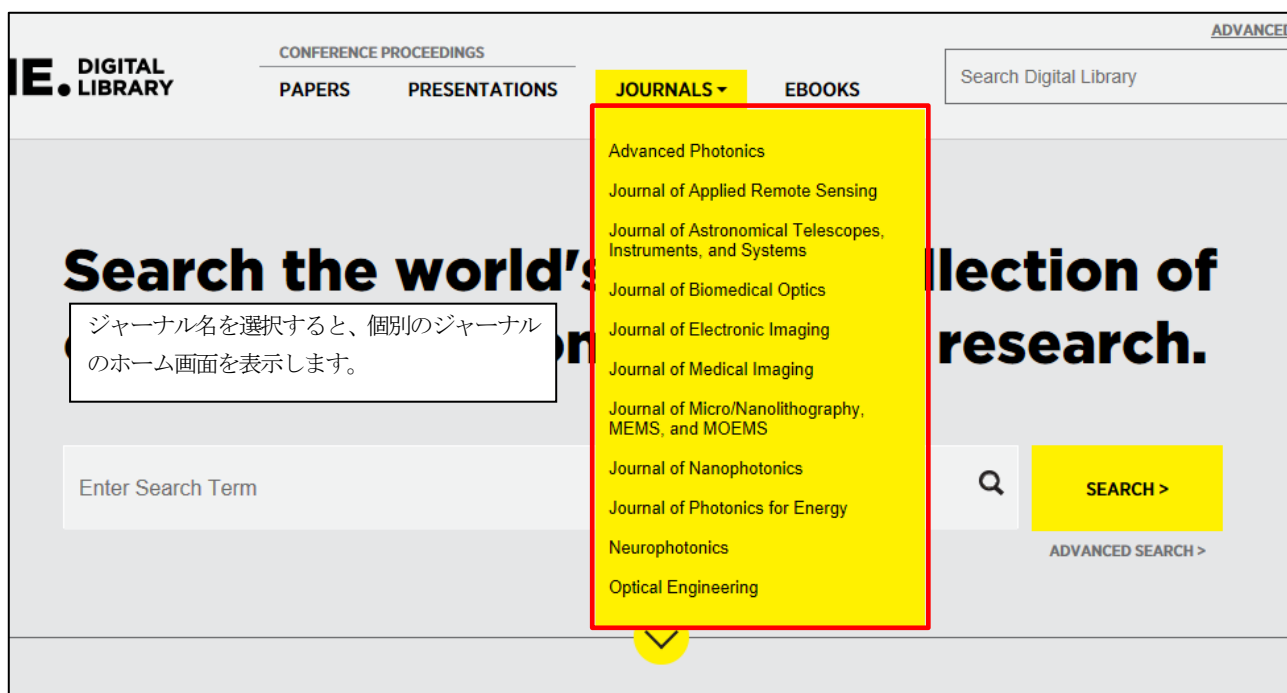 ADVANCED
CONFERENCE PROCEEDINGS
IE. DIGITAL
LIBRARY
PAPERS
PRESENTATIONS
JOURNALS
EBOOKS
Search Digital Library
Advanced Photonics
Journal of Applied Remote Sensing
Journal of Astronomical Telescopes,
Instruments, and Systems
Journal of Biomedical Optics
Journal of Electronic Imaging
Journal of Medical Imaging
Journal of Micro/Nanolithography,
MEMS, and MOEMS
Journal of Nanophotonics
Journal of Photonics for Energy
Neurophotonics
Optical Engineering
Search the world's llection of
research.
ジャーナル名を選択すると、個別のジャーナル
のホーム画面を表示します。
Enter Search Term
SEARCH >
ADVANCED SEARCH >